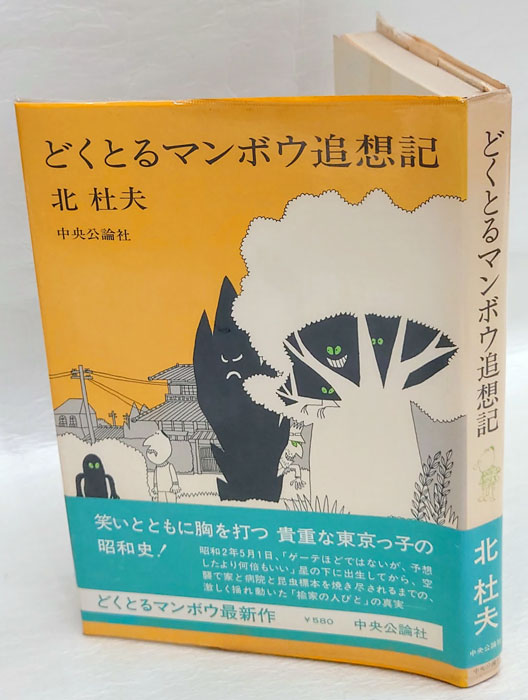 どくとるマンボウ追想記
北 杜夫
中央公論社
笑いとともに胸を打つ 貴重な東京っ子の
昭和史!
昭和2年5月1日、「ゲーテほどではないが、予想
したより何倍もいい」星の下に出生してから、空
襲で家と病院と昆虫標本を焼き尽されるまでの、
激しく揺れ動いた「楡家の人びと」の真実──
どくとるマンボウ最新作 ¥580 中央公論社
どくとるマンボウ追想記
北 杜夫
中央公論社